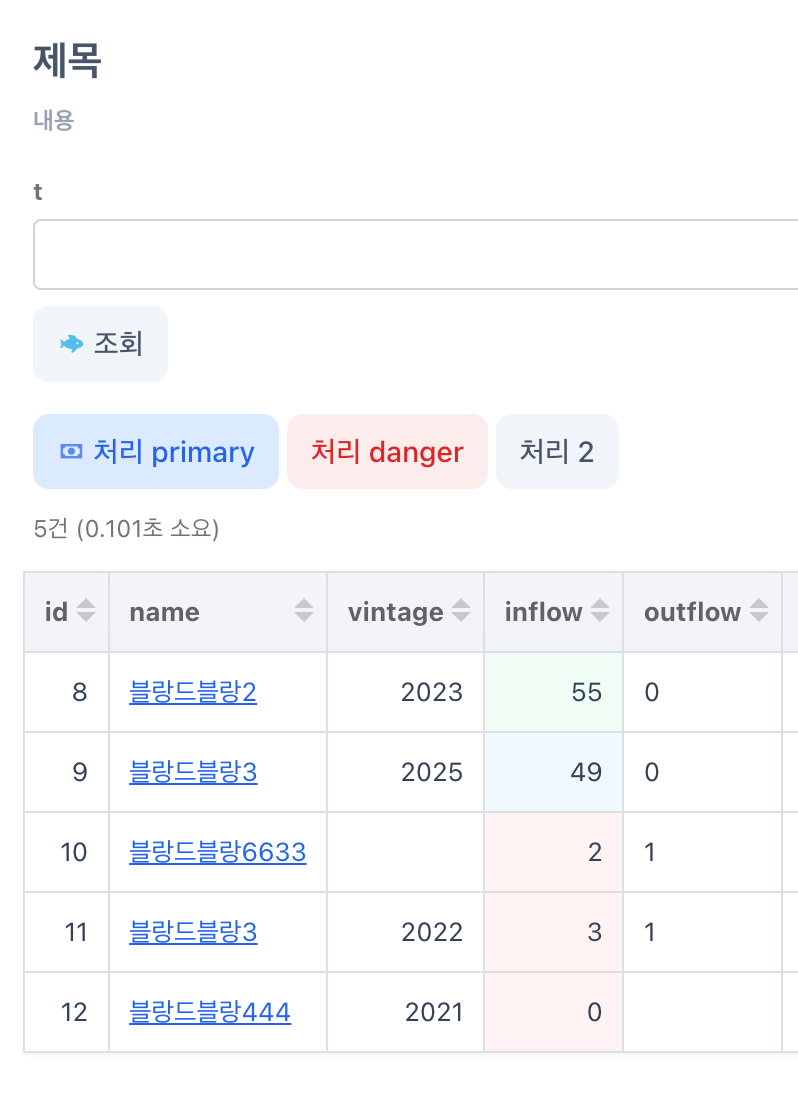 제목
내용
t
조회
처리 primary 처리 danger 처리 2
5건 (0.101초 소요)
id name vintage inflow outflow
8 블랑드블랑2 2023 55 0
9 블랑드블랑3 2025 49 0
10 블랑드블랑6633 2 1
11 블랑드블랑3 2022 3 1
12 블랑드블랑444 2021 0